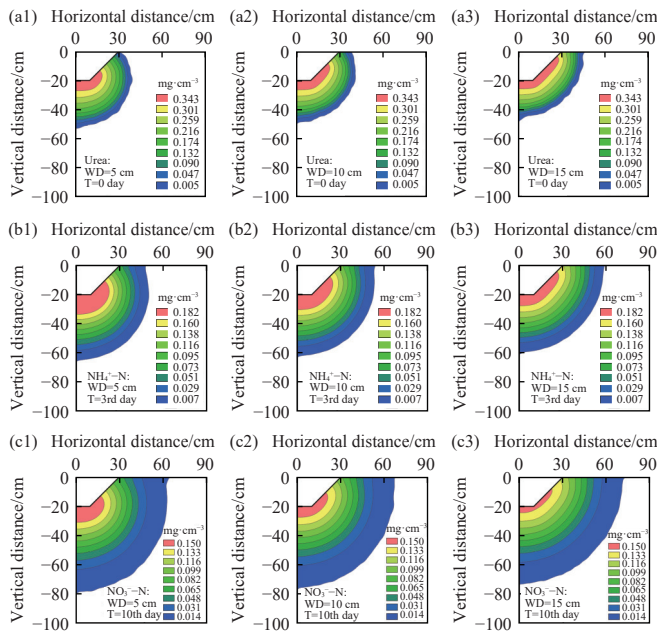 (a1) Horizontal distance/cm (a2) Horizontal distance/cm (a3) Horizontal distance/cm
0 30 60 90 0 30 60 90 0 30 60 90
Vertical distance/cm
0
−20
−40
−60
−80
−100
mg·cm⁻³
0.343
0.301
0.259
0.216
0.174
0.132
0.090
0.047
0.005
Urea:
WD=5 cm
T=0 day
Vertical distance/cm
0
−20
−40
−60
−80
−100
mg·cm⁻³
0.343
0.301
0.259
0.216
0.174
0.132
0.090
0.047
0.005
Urea:
WD=10 cm
T=0 day
Vertical distance/cm
0
−20
−40
−60
−80
−100
mg·cm⁻³
0.343
0.301
0.259
0.216
0.174
0.132
0.090
0.047
0.005
Urea:
WD=15 cm
T=0 day
(b1) Horizontal distance/cm (b2) Horizontal distance/cm (b3) Horizontal distance/cm
0 30 60 90 0 30 60 90 0 30 60 90
Vertical distance/cm
0
−20
−40
−60
−80
−100
mg·cm⁻³
0.182
0.160
0.138
0.116
0.095
0.073
0.051
0.029
0.007
NH₄⁺−N:
WD=5 cm
T=3rd day
Vertical distance/cm
0
−20
−40
−60
−80
−100
mg·cm⁻³
0.182
0.160
0.138
0.116
0.095
0.073
0.051
0.029
0.007
NH₄⁺−N:
WD=10 cm
T=3rd day
Vertical distance/cm
0
−20
−40
−60
−80
−100
mg·cm⁻³
0.182
0.160
0.138
0.116
0.095
0.073
0.051
0.029
0.007
NH₄⁺−N:
WD=15 cm
T=3rd day
(c1) Horizontal distance/cm (c2) Horizontal distance/cm (c3) Horizontal distance/cm
0 30 60 90 0 30 60 90 0 30 60 90
Vertical distance/cm
0
−20
−40
−60
−80
−100
mg·cm⁻³
0.150
0.133
0.116
0.099
0.082
0.065
0.048
0.031
0.014
NO₃⁻−N:
WD=5 cm
T=10th day
Vertical distance/cm
0
−20
−40
−60
−80
−100
mg·cm⁻³
0.150
0.133
0.116
0.099
0.082
0.065
0.048
0.031
0.014
NO₃⁻−N:
WD=10 cm
T=10th day
Vertical distance/cm
0
−20
−40
−60
−80
−100
mg·cm⁻³
0.150
0.133
0.116
0.099
0.082
0.065
0.048
0.031
0.014
NO₃⁻−N:
WD=15 cm
T=10th day